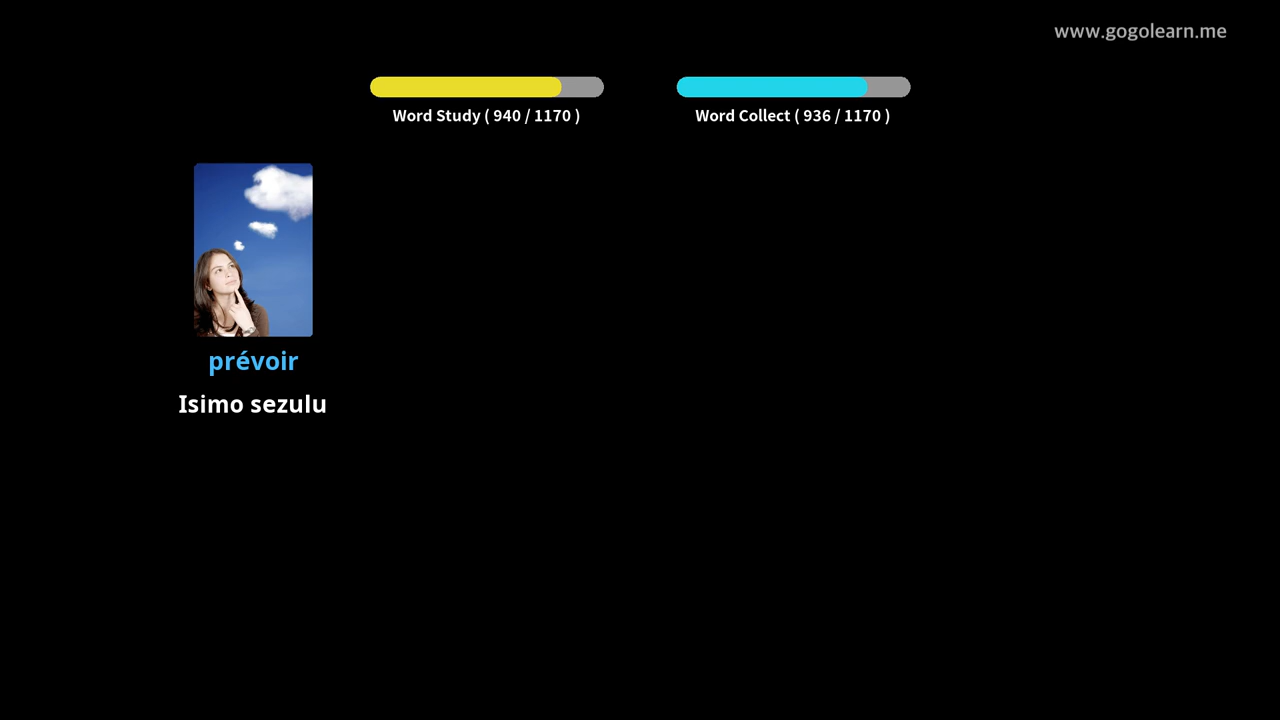 www.gogolearn.me
Word Study ( 940 / 1170 )
Word Collect ( 936 / 1170 )
prévoir
Isimo sezulu